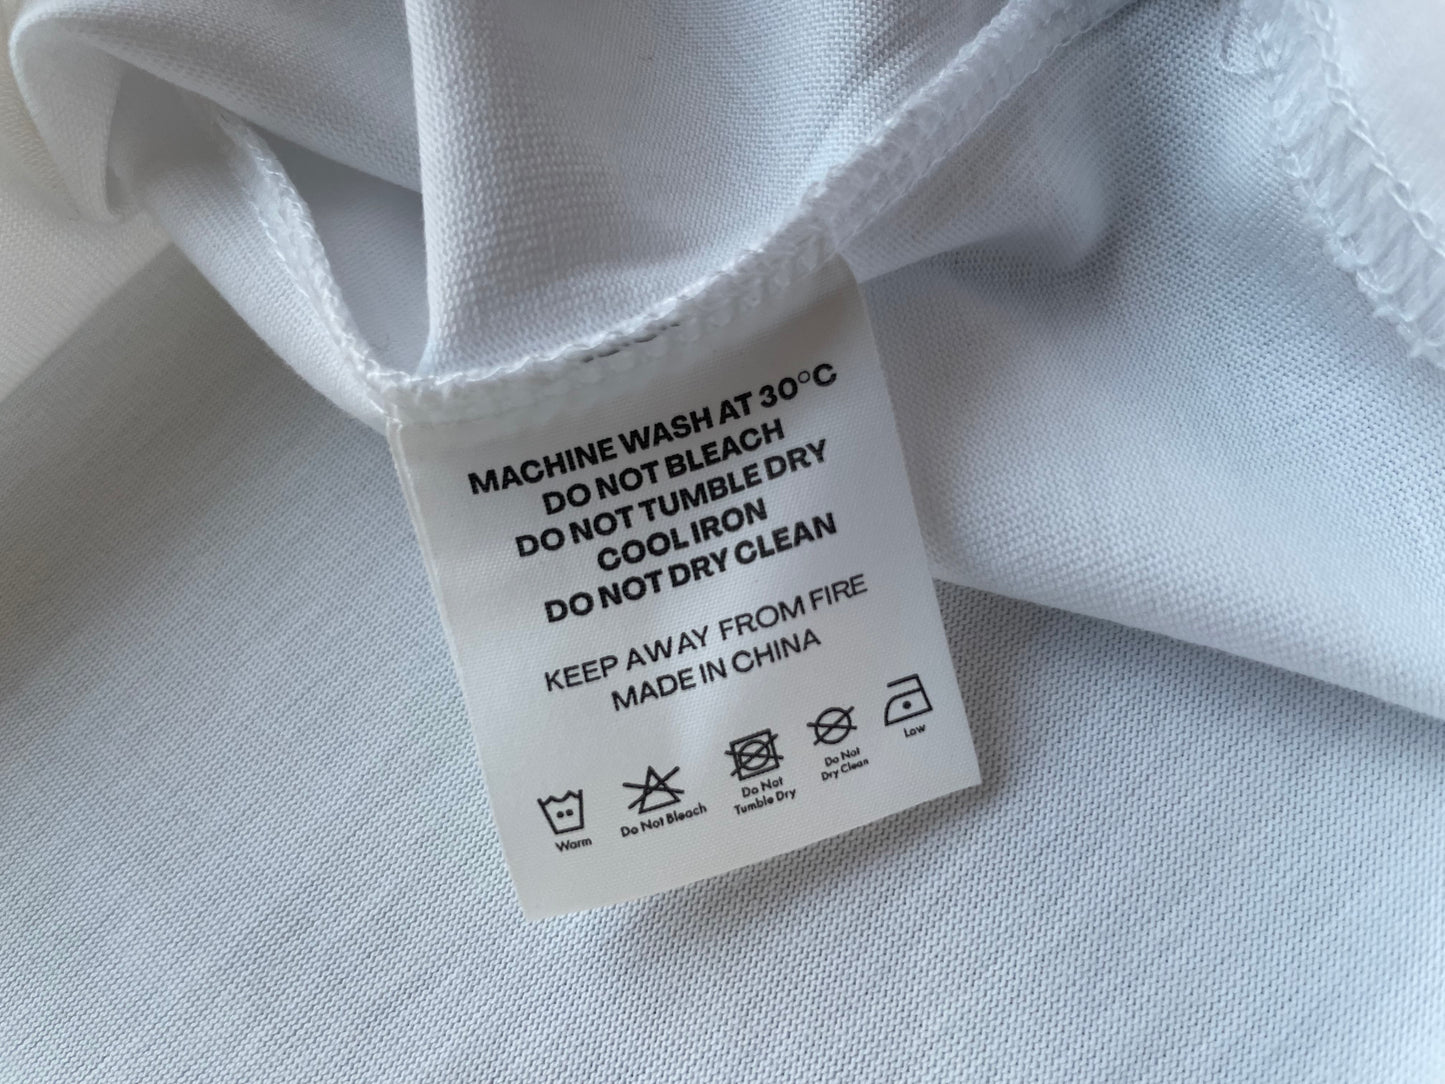 MACHINE WASH AT 30°C
DO NOT BLEACH
DO NOT TUMBLE DRY
COOL IRON
DO NOT DRY CLEAN
KEEP AWAY FROM FIRE
MADE IN CHINA
Warm
Do Not Bleach
Do Not
Tumble Dry
Do Not
Dry Clean
Low